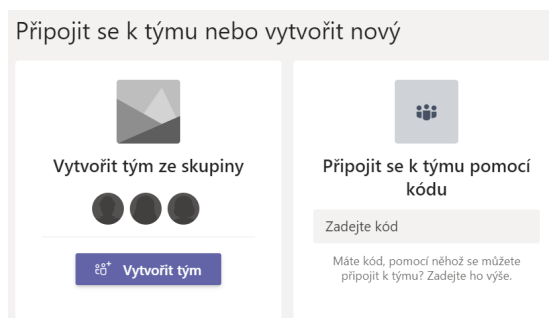 Připojit se k týmu nebo vytvořit nový
Vytvořit tým ze skupiny
Vytvořit tým
Připojit se k týmu pomocí
kódu
Zadejte kód
Máte kód, pomocí něhož se můžete
připojit k týmu? Zadejte ho výše.